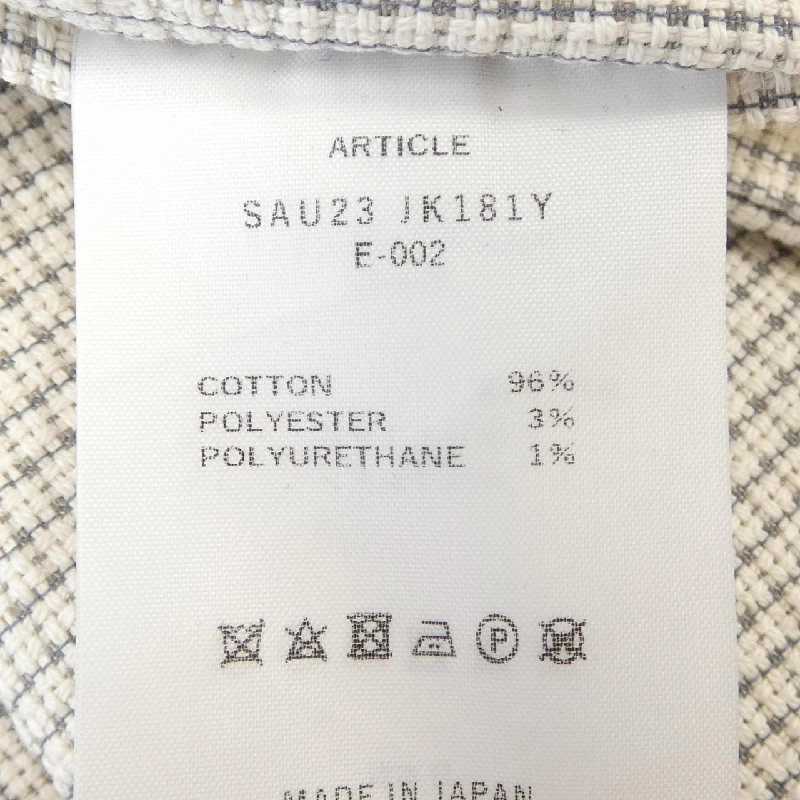 ARTICLE
SAU23 JK181Y
E-002
COTTON 96%
POLYESTER 3%
POLYURETHANE 1%
P
W
MADE IN JAPAN